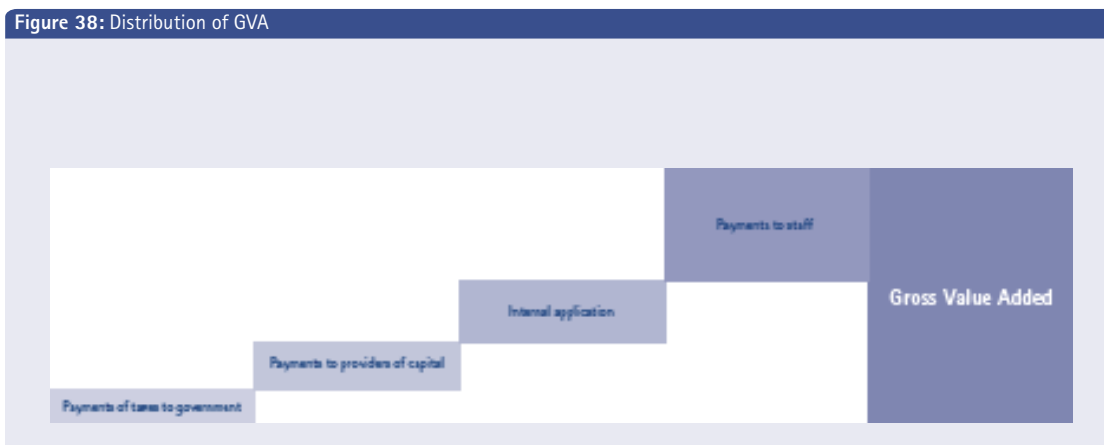 Figure 38: Distribution of GVA
Payments to staff
Gross Value Added
Internal application
Payments to providers of capital
Payments of taxes to government